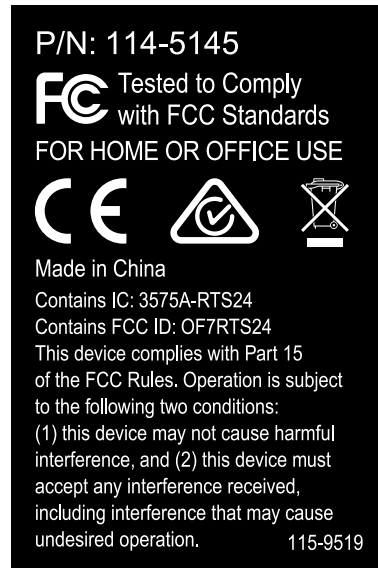 P/N: 114-5145
FC Tested to Comply
with FCC Standards
FOR HOME OR OFFICE USE
CE
Made in China
Contains IC: 3575A-RTS24
Contains FCC ID: OF7RTS24
This device complies with Part 15
of the FCC Rules. Operation is subject
to the following two conditions:
(1) this device may not cause harmful
interference, and (2) this device must
accept any interference received,
including interference that may cause
undesired operation. 115-9519